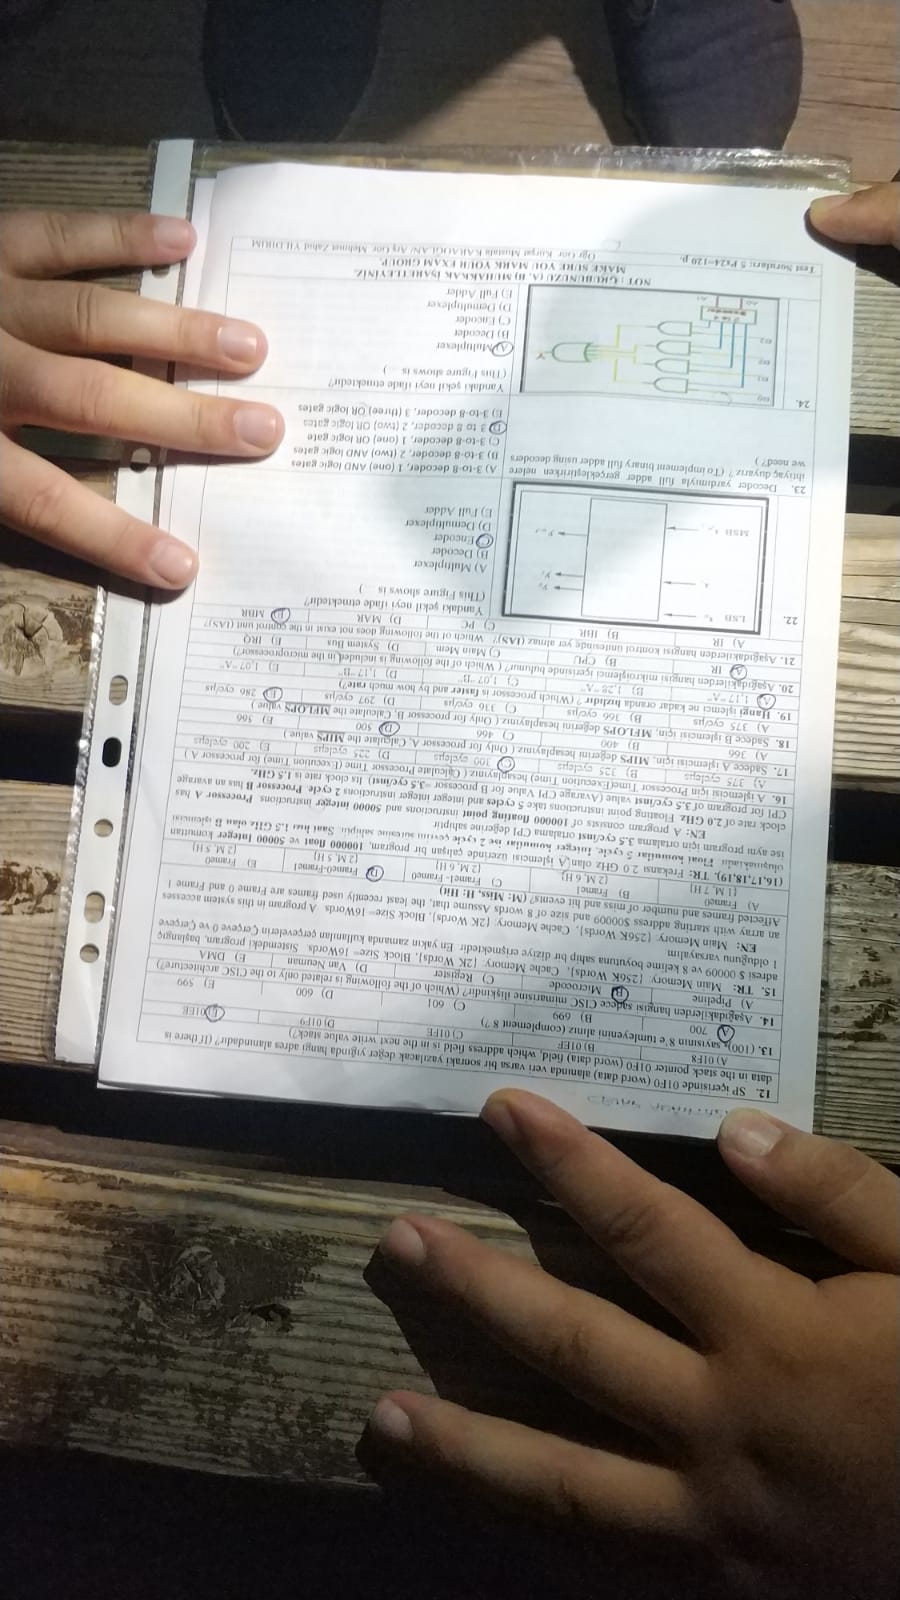 12. SP içerisinde 01F0 (word data) alanında veri varsa bir sonraki yazılacak değer yığında hangi adres alanındadır? (If there is
data in the stack pointer 01F0 (word data) field, which address field is in the next write value stack?)
A) 01F8 B) 01EF C) 01FE D) 01F9 E) 01EE
13. (100)₈ sayısının 8'e tümleyenini alınız (complement 8 ?)
A) 700 B) 699 C) 601 D) 600 E) 599
14. Aşağıdakilerden hangisi sadece CISC mimarisine ilişkindir? (Which of the following is related only to the CISC architecture?)
A) Pipeline B) Microcode C) Register D) Van Neuman E) DMA
15. TR: Main Memory: {256K Words}, Cache Memory: {2K Words}, Block Size= 16Words. Sistemdeki program, başlangıç
adresi $ 00009 ve 8 kelime boyutuna sahip bir diziye erişmektedir. En yakın zamanda kullanılan çerçevelerin Çerçeve 0 ve Çerçeve
1 olduğunu varsayalım.
EN: Main Memory: {256K Words}, Cache Memory: {2K Words}, Block Size= 16Words. A program in this system accesses
an array with starting address $00009 and size of 8 words Assume that, the least recently used frames are Frame 0 and Frame 1
Affected frames and number of miss and hit events? (M: Miss, H: Hit)
A) Frame0 B) Frame1 C) Frame1- Frame0 D) Frame0-Frame1 E) Frame0
{1 M, 7 H} {2 M, 6 H} {2 M, 6 H} {2 M, 5 H} {2 M, 5 H}
(16,17,18,19). TR: Frekansı 2.0 GHz olan A işlemcisi üzerinde çalışan bir program, 100000 float ve 50000 Integer komuttan
oluşmaktadır. Float komutlar 5 cycle, integer komutlar ise 2 cycle çevrim süresine sahiptir. Saat hızı 1.5 GHz olan B işlemcisi
ise aynı program için ortalama 3.5 cyc/inst ortalama CPI değerine sahiptir.
EN: A program consists of 100000 floating point instructions and 50000 integer instructions. Processor A has
clock rate of 2.0 GHz. Floating point instructions take 5 cycles and integer integer instructions 2 cycle. Processor B has an avarage
CPI for program of 3.5 cyc/inst value (Avarage CPI Value for B processor =3.5 cyc/inst). Its clock rate is 1.5 GHz.
16. A işlemcisi için Processor Time(Execution Time) hesaplayınız.( Calculate Processor Time (Execution Time) for processor A.)
A) 375 cyc/µs B) 325 cyc/µs C) 300 cyc/µs D) 225 cyc/µs E) 200 cyc/µs
17. Sadece A işlemcisi için, MIPS değerini hesaplayınız.( Only for processor A, Calculate the MIPS value.)
A) 366 B) 400 C) 466 D) 500 E) 566
18. Sadece B işlemcisi için, MFLOPS değerini hesaplayınız.( Only for processor B, Calculate the MFLOPS value.)
A) 375 cyc/µs B) 366 cyc/µs C) 336 cyc/µs D) 297 cyc/µs E) 286 cyc/µs
19. Hangi işlemci ne kadar oranda hızlıdır ? (Which processor is faster and by how much rate?)
A) 1,17 "A" B) 1,28 "A" C) 1,07 "B" D) 1,17 "B" E) 1,07 "A"
20. Aşağıdakilerden hangisi mikroişlemci içerisinde bulunur? ( Which of the following is included in the microprocessor?)
A) IR B) CPU C) Main Mem D) System Bus E) IRQ
21. Aşağıdakilerden hangisi kontrol ünitesinde yer almaz (IAS)? Which of the following does not exist in the control unit (IAS)?
A) IR B) IBR C) PC D) MAR E) MBR
22. Yandaki şekil neyi ifade etmektedir?
(This Figure shows is ...)
LSB
MSB
A) Multiplexer
B) Decoder
C) Encoder
D) Demultiplexer
E) Full Adder
23. Decoder yardımıyla full adder gerçekleştirirken nelere
ihtiyaç duyarız ? (To implement binary full adder using decoders
we need? )
A) 3-to-8 decoder, 1 (one) AND logic gates
B) 3-to-8 decoder, 2 (two) AND logic gates
C) 3-to-8 decoder, 1 (one) OR logic gate
D) 3 to 8 decoder, 2 (two) OR logic gates
E) 3-to-8 decoder, 3 (three) OR logic gates
24. Yandaki şekil neyi ifade etmektedir?
(This Figure shows is ...)
A) Multiplexer
B) Decoder
C) Encoder
D) Demultiplexer
E) Full Adder
NOT : GRUBUNUZU (A, B) MUHAKKAK İŞARETLEYİNİZ.
MAKE SURE YOU MARK YOUR EXAM GROUP.
Test Soruları: 5 Px24=120 p. Öğr.Gör. Kürşat Mustafa KARAOĞLAN/ Arş.Gör. Mehmet Zahid YILDIRIM